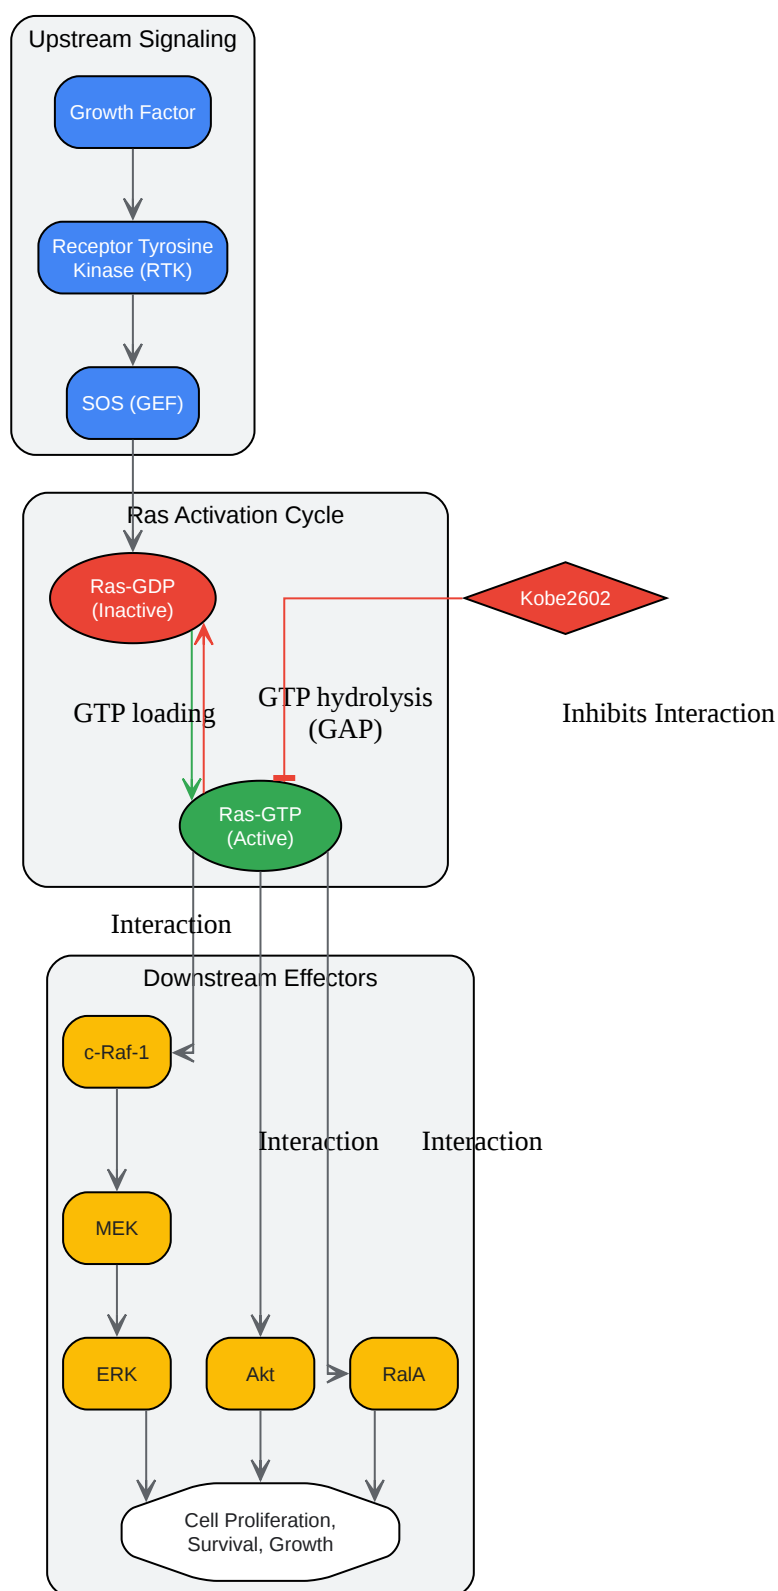 Upstream Signaling
Growth Factor
Receptor Tyrosine
Kinase (RTK)
SOS (GEF)
Ras Activation Cycle
Ras-GDP
(Inactive)
Kobe2602
GTP loading
GTP hydrolysis
(GAP)
Inhibits Interaction
Ras-GTP
(Active)
Interaction
Downstream Effectors
c-Raf-1
Interaction
Interaction
MEK
ERK
Akt
RalA
Cell Proliferation,
Survival, Growth